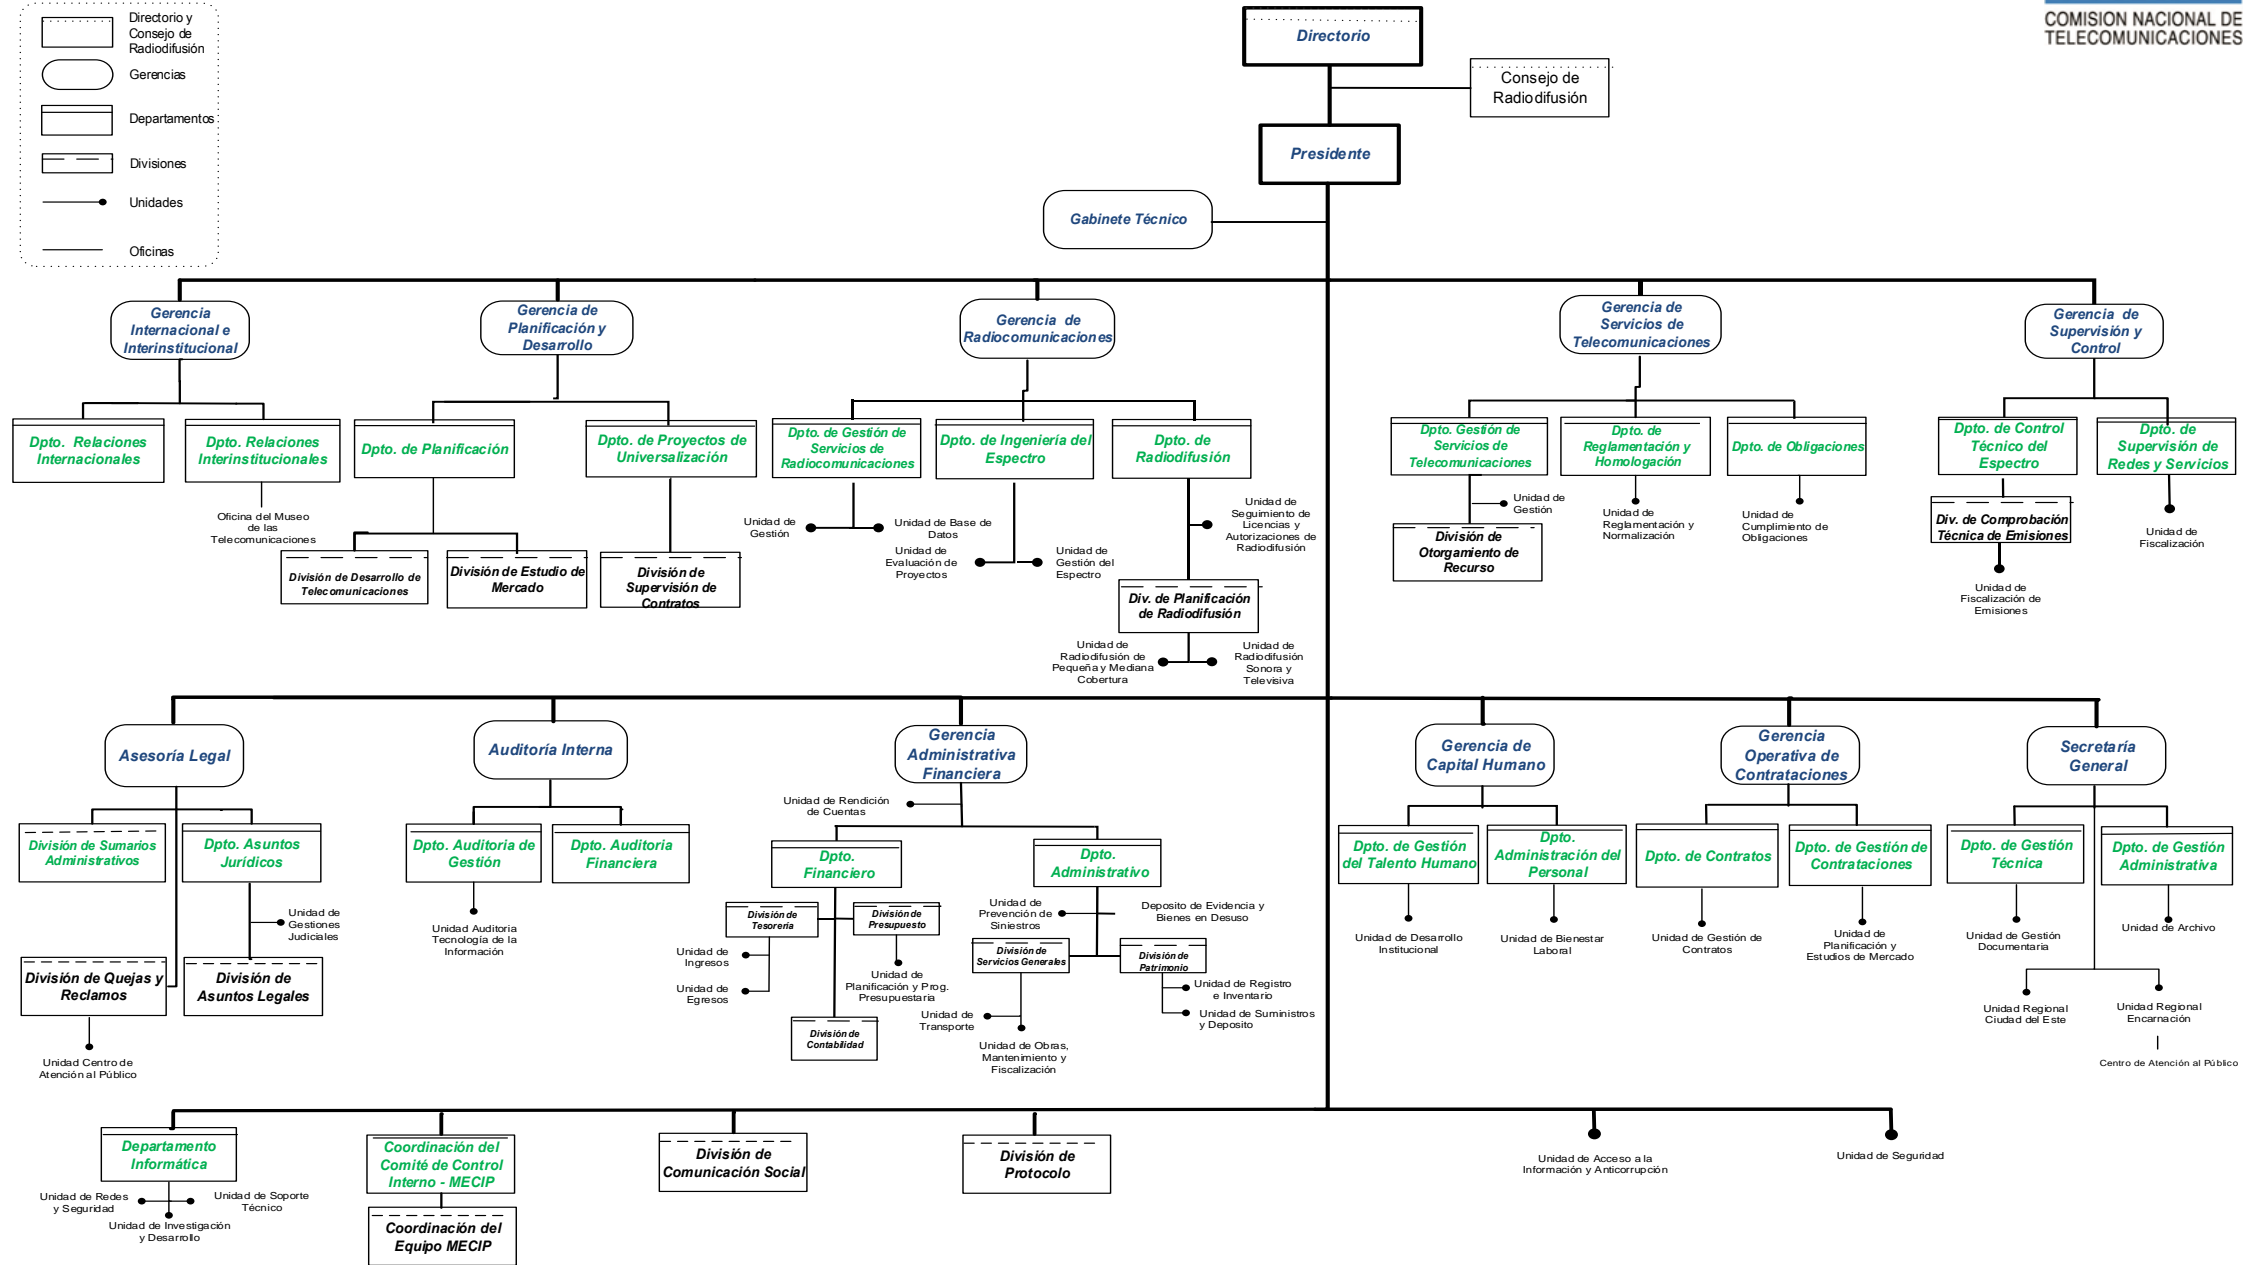 Directorio y
Consejo de
Radiodifusión
Gerencias
Departamentos
Divisiones
Unidades
Oficinas
COMISION NACIONAL DE
TELECOMUNICACIONES
Directorio
Consejo de
Radiodifusión
Presidente
Gabinete Técnico
Gerencia
Internacional e
Interinstitucional
Gerencia de
Planificación y
Desarrollo
Gerencia de
Radiocomunicaciones
Gerencia de
Servicios de
Telecomunicaciones
Gerencia de
Supervisión y
Control
Dpto. Relaciones
Internacionales
Dpto. Relaciones
Interinstitucionales
Dpto. de Planificación
Dpto. de Proyectos de
Universalización
Dpto. de Gestión de
Servicios de
Radiocomunicaciones
Dpto. de Ingeniería del
Espectro
Dpto. de
Radiodifusión
Dpto. Gestión de
Servicios de
Telecomunicaciones
Dpto. de
Reglamentación y
Homologación
Dpto. de Obligaciones
Dpto. de Control
Técnico del
Espectro
Dpto. de
Supervisión de
Redes y Servicios
Oficina del Museo
de las
Telecomunicaciones
División de Desarrollo de
Telecomunicaciones
División de Estudio de
Mercado
División de
Supervisión de
Contratos
Unidad de
Gestión
Unidad de Base de
Datos
Unidad de
Evaluación de
Proyectos
Unidad de
Gestión del
Espectro
Unidad de
Seguimiento de
Licencias y
Autorizaciones de
Radiodifusión
Div. de Planificación
de Radiodifusión
Unidad de
Radiodifusión de
Pequeña y Mediana
Cobertura
Unidad de
Radiodifusión
Sonora y
Televisiva
Unidad de
Gestión
División de
Otorgamiento de
Recurso
Unidad de
Reglamentación y
Normalización
Unidad de
Cumplimiento de
Obligaciones
Div. de Comprobación
Técnica de Emisiones
Unidad de
Fiscalización de
Emisiones
Unidad de
Fiscalización
Asesoría Legal
Auditoría Interna
Gerencia
Administrativa
Financiera
Gerencia de
Capital Humano
Gerencia
Operativa de
Contrataciones
Secretaría
General
Unidad de Rendición
de Cuentas
División de Sumarios
Administrativos
Dpto. Asuntos
Jurídicos
Dpto. Auditoria de
Gestión
Dpto. Auditoria
Financiera
Dpto.
Financiero
Dpto.
Administrativo
Dpto. de Gestión
del Talento Humano
Dpto.
Administración del
Personal
Dpto. de Contratos
Dpto. de Gestión de
Contrataciones
Dpto. de Gestión
Técnica
Dpto. de Gestión
Administrativa
Unidad de
Gestiones
Judiciales
División de Quejas y
Reclamos
División de
Asuntos Legales
Unidad Centro de
Atención al Público
Unidad Auditoria
Tecnología de la
Información
División de
Tesorería
División de
Presupuesto
Unidad de
Ingresos
Unidad de
Egresos
Unidad de
Planificación y Prog.
Presupuestaria
División de
Contabilidad
Unidad de
Prevención de
Siniestros
Deposito de Evidencia y
Bienes en Desuso
División de
Servicios Generales
División de
Patrimonio
Unidad de
Transporte
Unidad de Obras,
Mantenimiento y
Fiscalización
Unidad de Registro
e Inventario
Unidad de Suministros
y Deposito
Unidad de Desarrollo
Institucional
Unidad de Bienestar
Laboral
Unidad de Gestión de
Contratos
Unidad de
Planificación y
Estudios de Mercado
Unidad de Gestión
Documentaria
Unidad de Archivo
Unidad Regional
Ciudad del Este
Unidad Regional
Encarnación
Centro de Atención al Público
Departamento
Informática
Coordinación del
Comité de Control
Interno - MECIP
División de
Comunicación Social
División de
Protocolo
Unidad de Acceso a la
Información y Anticorrupción
Unidad de Seguridad
Unidad de Redes
y Seguridad
Unidad de Soporte
Técnico
Unidad de Investigación
y Desarrollo
Coordinación del
Equipo MECIP